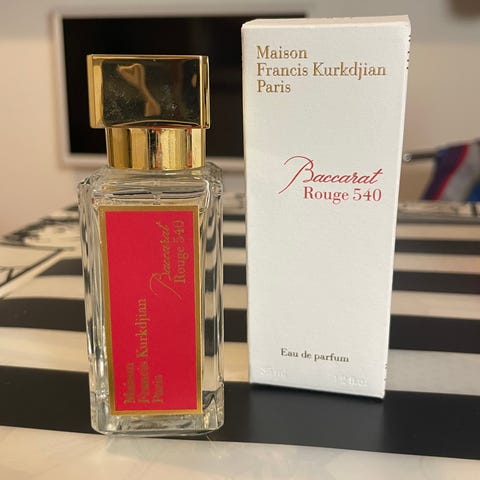 Maison
Francis Kurkdjian
Paris
Baccarat
Rouge 540
Eau de parfum
Baccarat
Rouge 540
Maison
Francis Kurkdjian
Paris